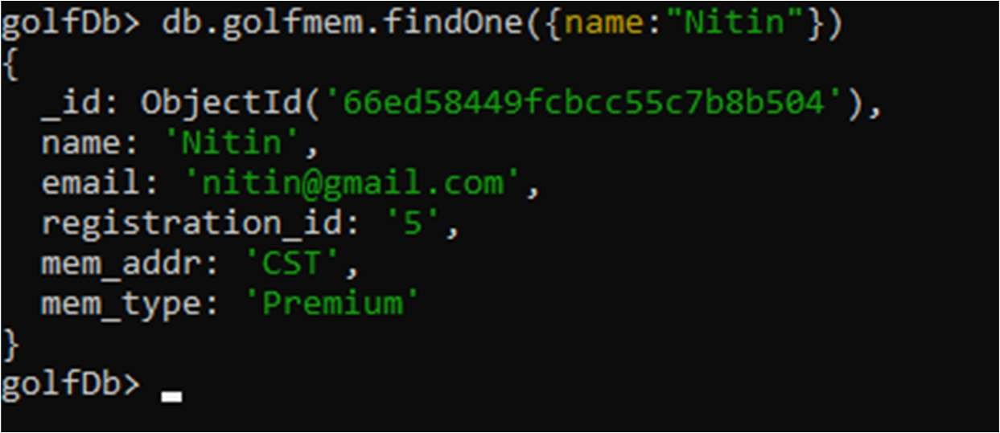 golfDb> db.golfmem.findOne({name:"Nitin"})
{
  _id: ObjectId('66ed58449fcbcc55c7b8b504'),
  name: 'Nitin',
  email: 'nitin@gmail.com',
  registration_id: '5',
  mem_addr: 'CST',
  mem_type: 'Premium'
}
golfDb> _